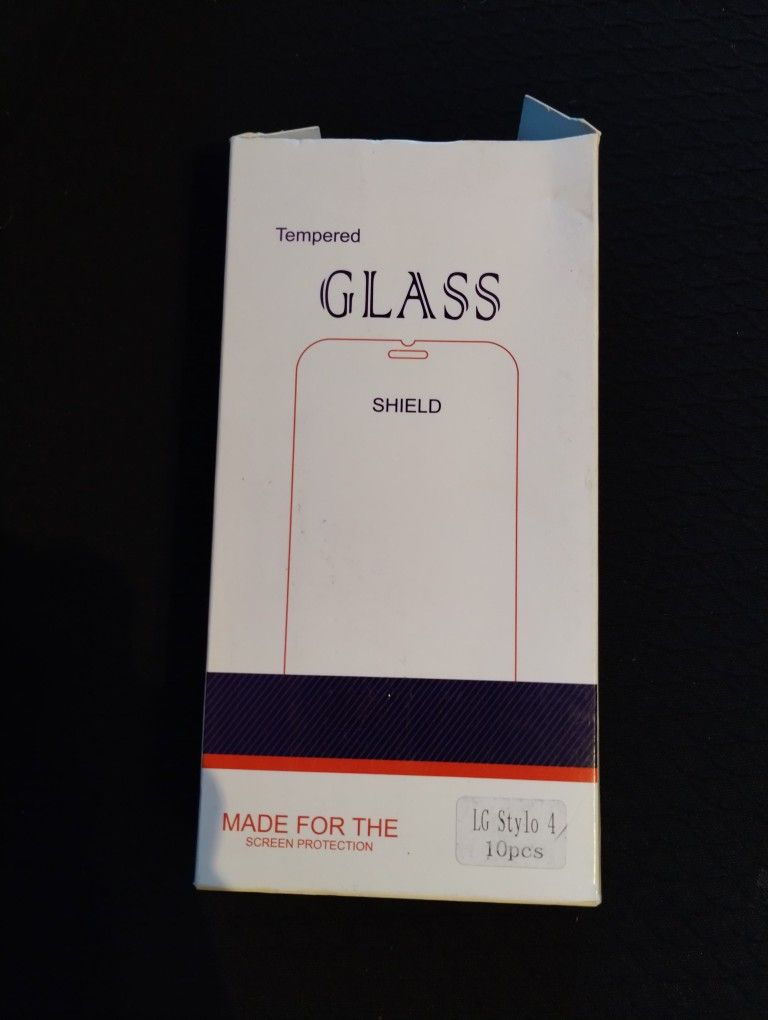 Tempered
GLASS
SHIELD
MADE FOR THE
SCREEN PROTECTION
LG Stylo 4
10pcs